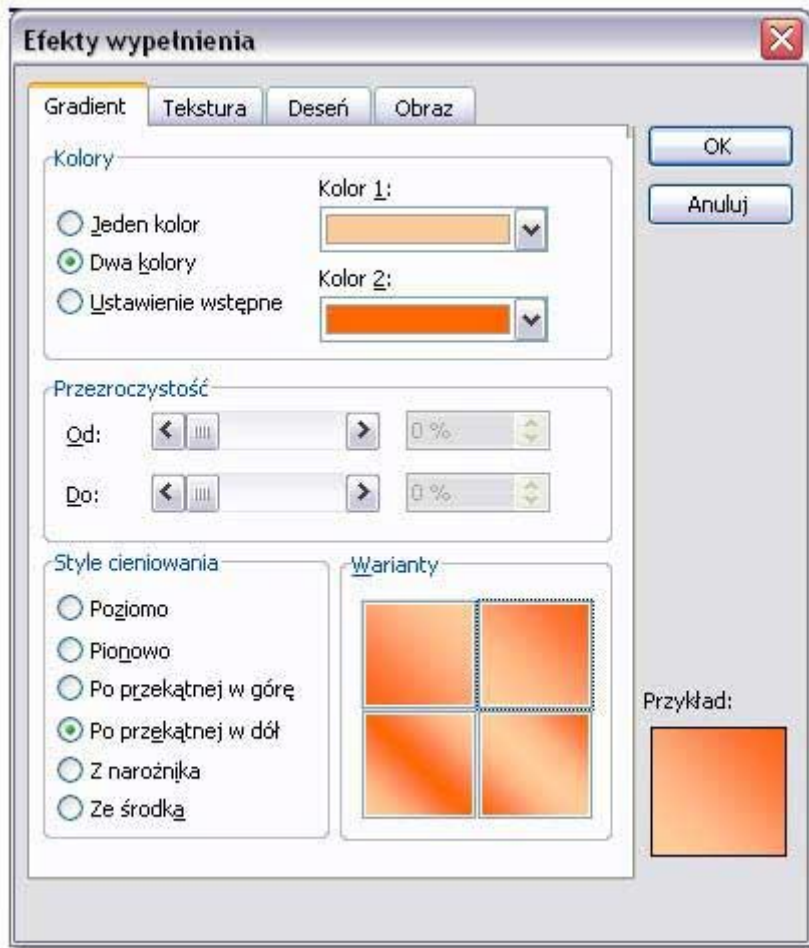 Efekty wypełnienia
Gradient Tekstura Deseń Obraz
OK
Anuluj
Kolory
Jeden kolor
Dwa kolory
Ustawienie wstępne
Kolor 1:
Kolor 2:
Przezroczystość
Od: 0 %
Do: 0 %
Style cieniowania
Poziomo
Pionowo
Po przekątnej w górę
Po przekątnej w dół
Z narożnika
Ze środka
Warianty
Przykład: